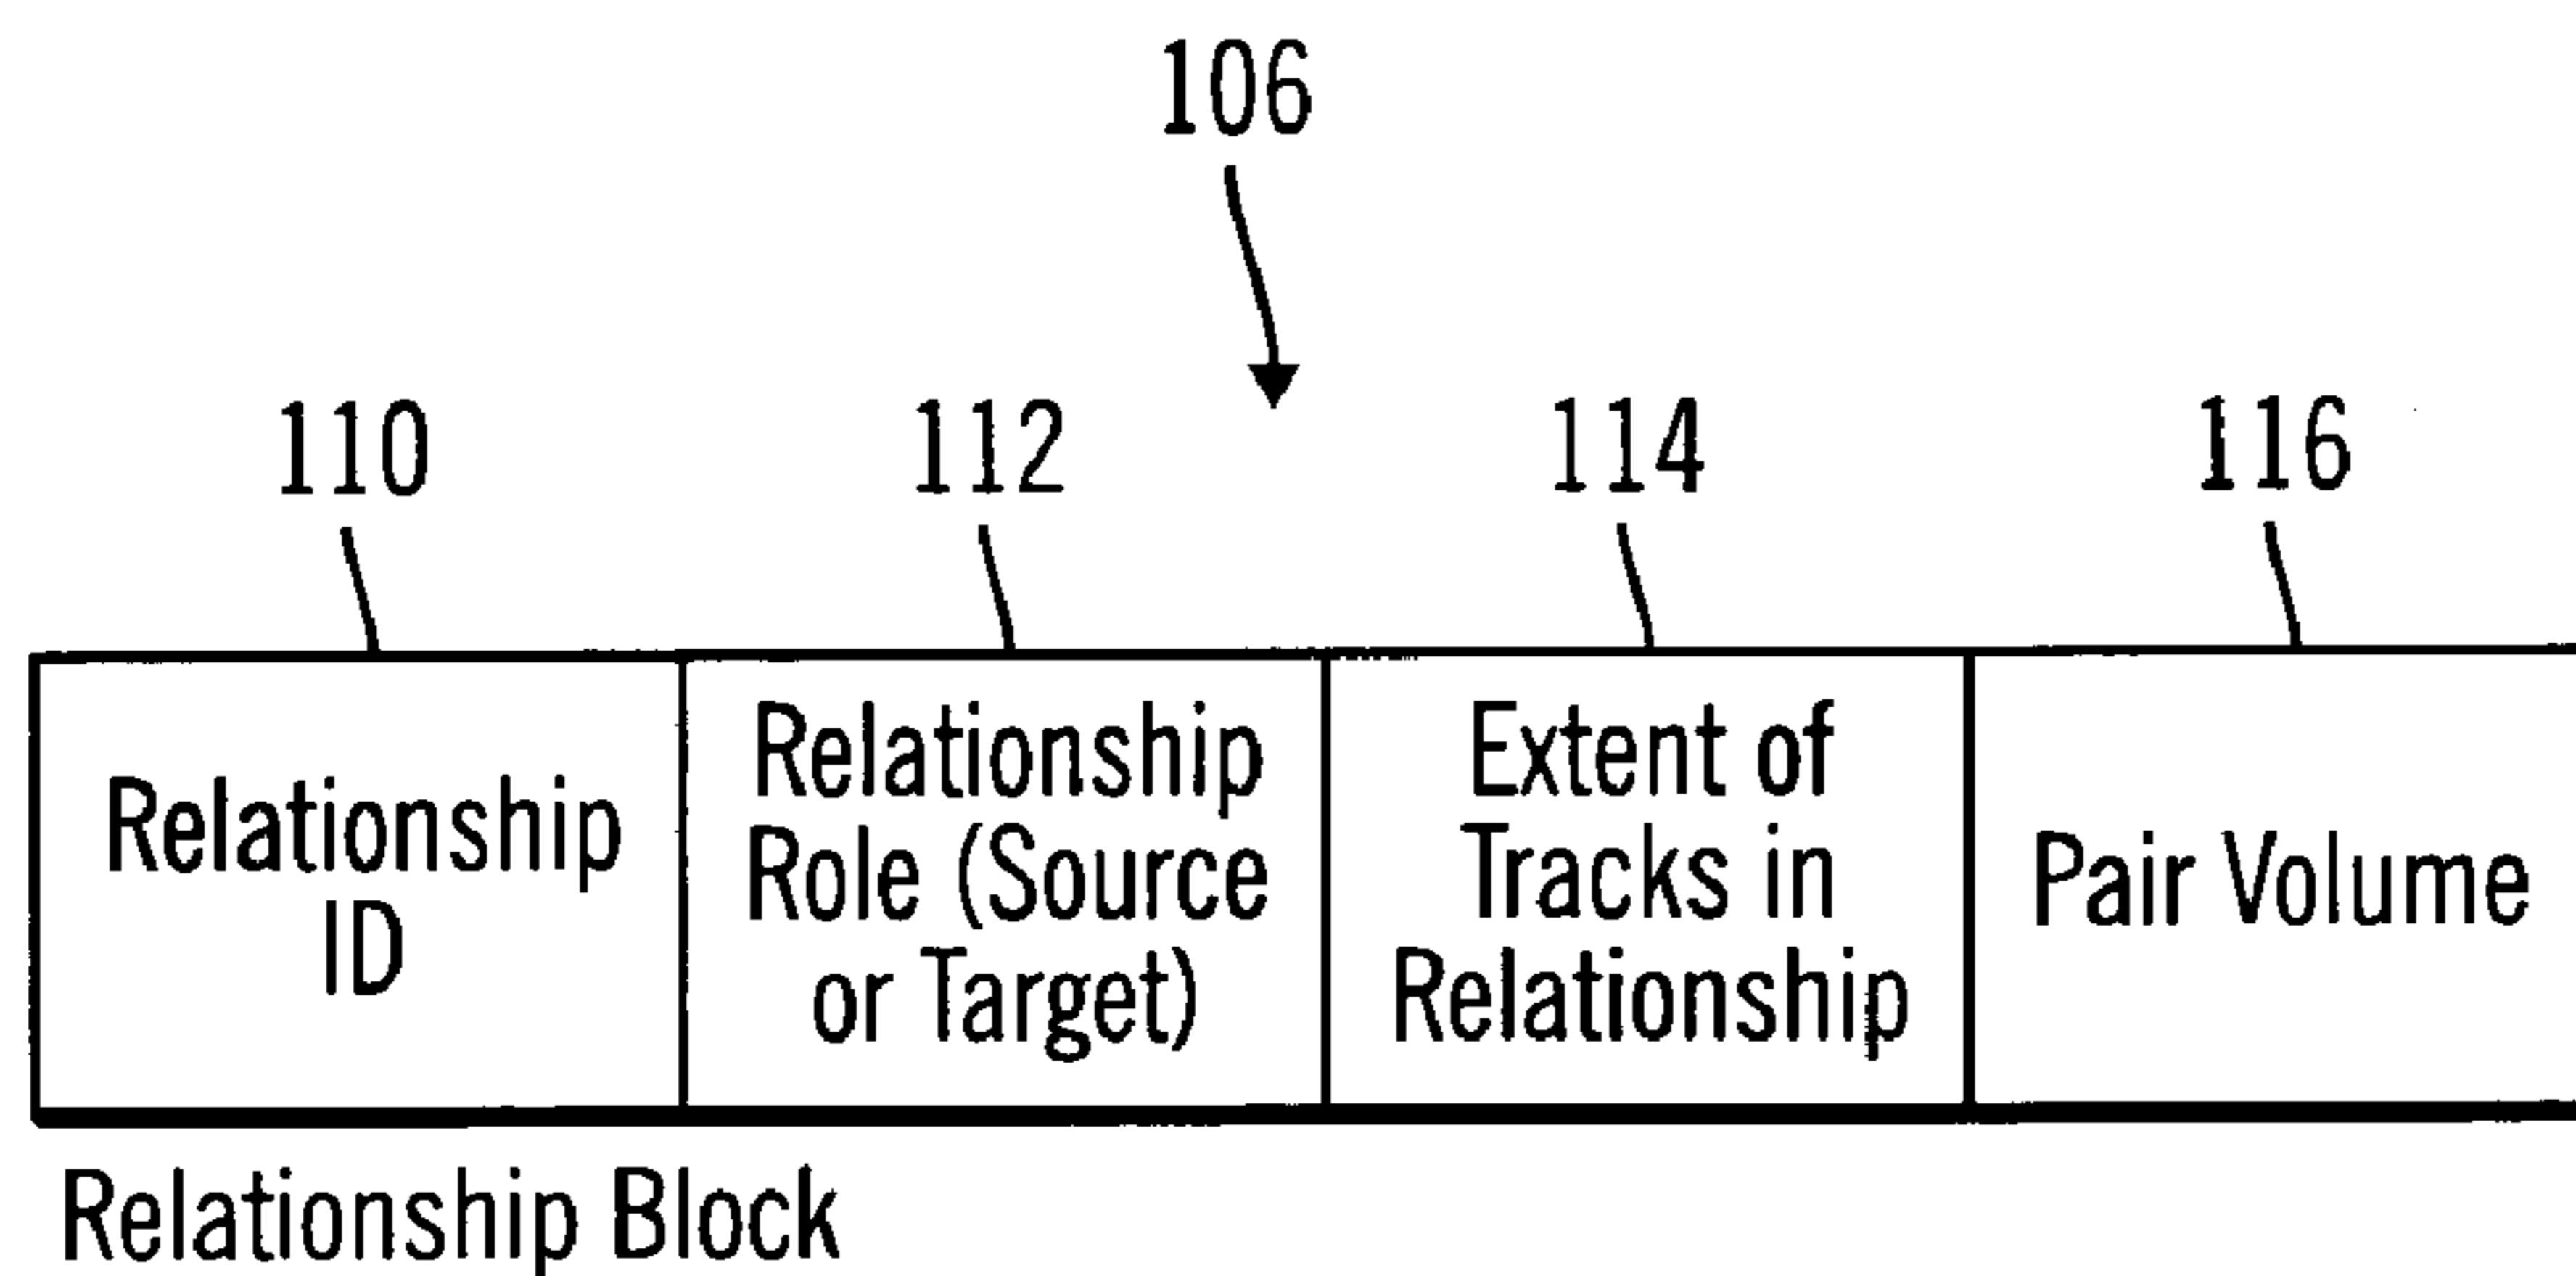 106
110
112
114
116
Relationship
ID
Relationship
Role (Source
or Target)
Extent of
Tracks in
Relationship
Pair Volume
Relationship Block